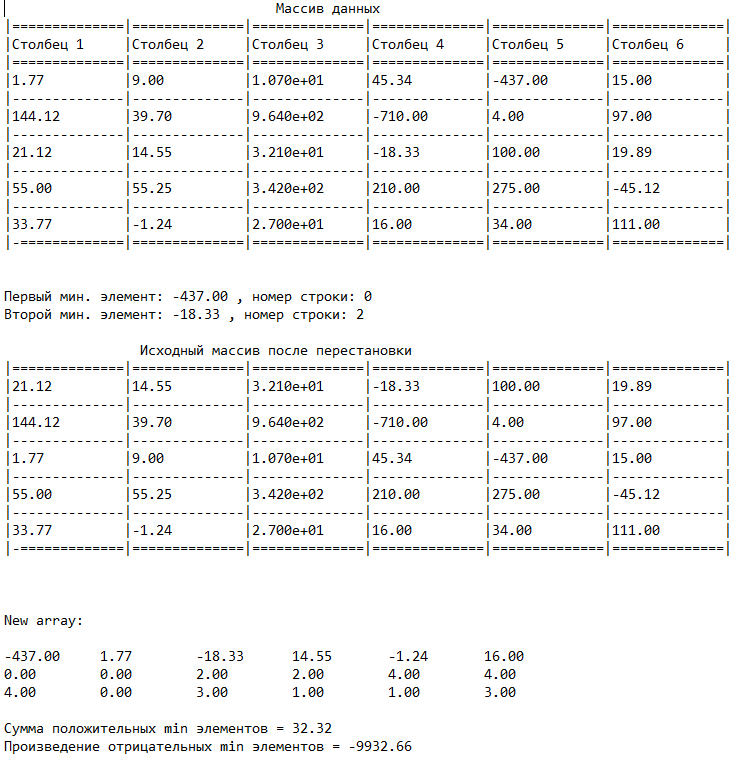 Массив данных
|==============|==============|==============|==============|==============|==============|
|Столбец 1 |Столбец 2 |Столбец 3 |Столбец 4 |Столбец 5 |Столбец 6 |
|==============|==============|==============|==============|==============|==============|
|1.77 |9.00 |1.070e+01 |45.34 |-437.00 |15.00 |
|--------------|--------------|--------------|--------------|--------------|--------------|
|144.12 |39.70 |9.640e+02 |-710.00 |4.00 |97.00 |
|--------------|--------------|--------------|--------------|--------------|--------------|
|21.12 |14.55 |3.210e+01 |-18.33 |100.00 |19.89 |
|--------------|--------------|--------------|--------------|--------------|--------------|
|55.00 |55.25 |3.420e+02 |210.00 |275.00 |-45.12 |
|--------------|--------------|--------------|--------------|--------------|--------------|
|33.77 |-1.24 |2.700e+01 |16.00 |34.00 |111.00 |
|-=============|==============|==============|==============|==============|==============|
Первый мин. элемент: -437.00 , номер строки: 0
Второй мин. элемент: -18.33 , номер строки: 2
Исходный массив после перестановки
|==============|==============|==============|==============|==============|==============|
|21.12 |14.55 |3.210e+01 |-18.33 |100.00 |19.89 |
|--------------|--------------|--------------|--------------|--------------|--------------|
|144.12 |39.70 |9.640e+02 |-710.00 |4.00 |97.00 |
|--------------|--------------|--------------|--------------|--------------|--------------|
|1.77 |9.00 |1.070e+01 |45.34 |-437.00 |15.00 |
|--------------|--------------|--------------|--------------|--------------|--------------|
|55.00 |55.25 |3.420e+02 |210.00 |275.00 |-45.12 |
|--------------|--------------|--------------|--------------|--------------|--------------|
|33.77 |-1.24 |2.700e+01 |16.00 |34.00 |111.00 |
|-=============|==============|==============|==============|==============|==============|
New array:
-437.00 1.77 -18.33 14.55 -1.24 16.00
0.00 0.00 2.00 2.00 4.00 4.00
4.00 0.00 3.00 1.00 1.00 3.00
Сумма положительных min элементов = 32.32
Произведение отрицательных min элементов = -9932.66